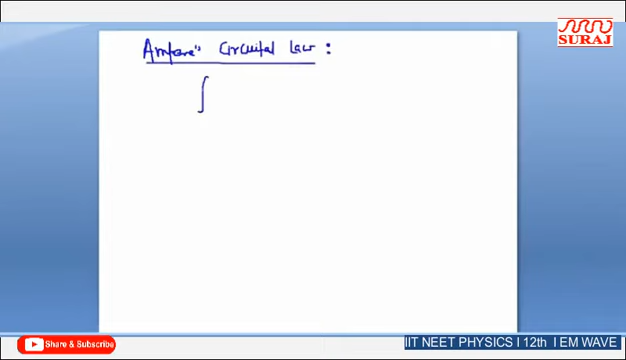 Ampere's Circuital Law :
∫
SURAJ
Share & Subscribe
IIT NEET PHYSICS I 12th I EM WAVE